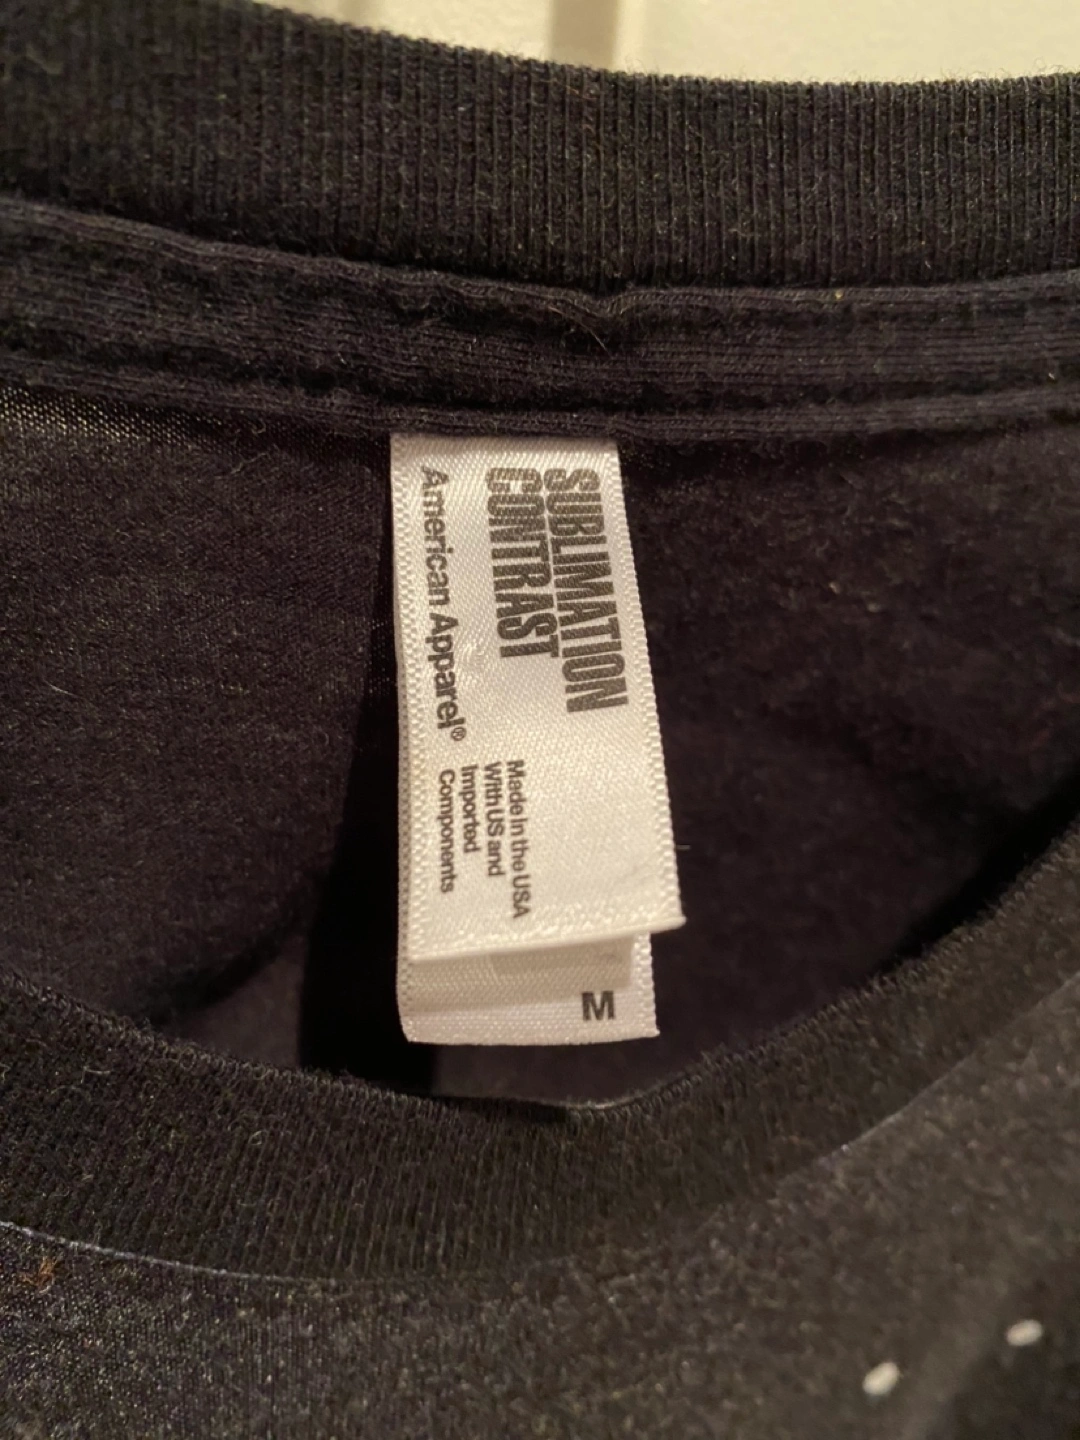 SUBLIMATION
CONTRAST
American Apparel®
Made in the USA
With US and
Imported
Components
M